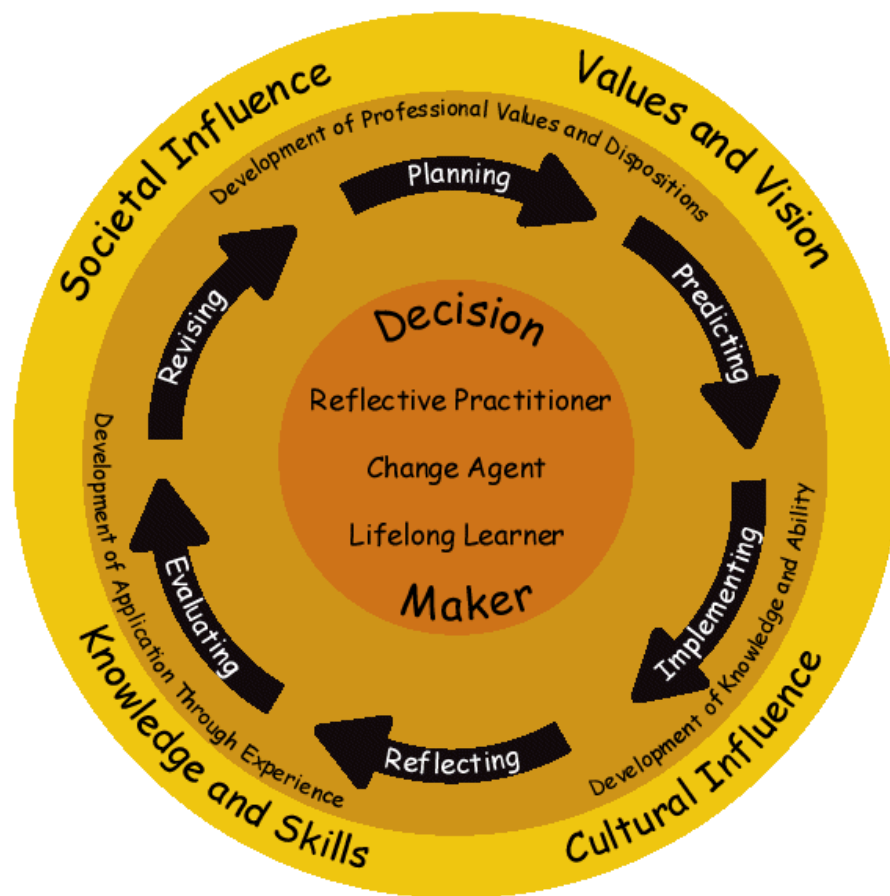 Societal Influence
Values and Vision
Development of Professional Values and Dispositions
Planning
Predicting
Revising
Decision
Reflective Practitioner
Change Agent
Lifelong Learner
Maker
Implementing
Evaluating
Reflecting
Development of Knowledge and Ability
Development of Application Through Experience
Knowledge and Skills
Cultural Influence